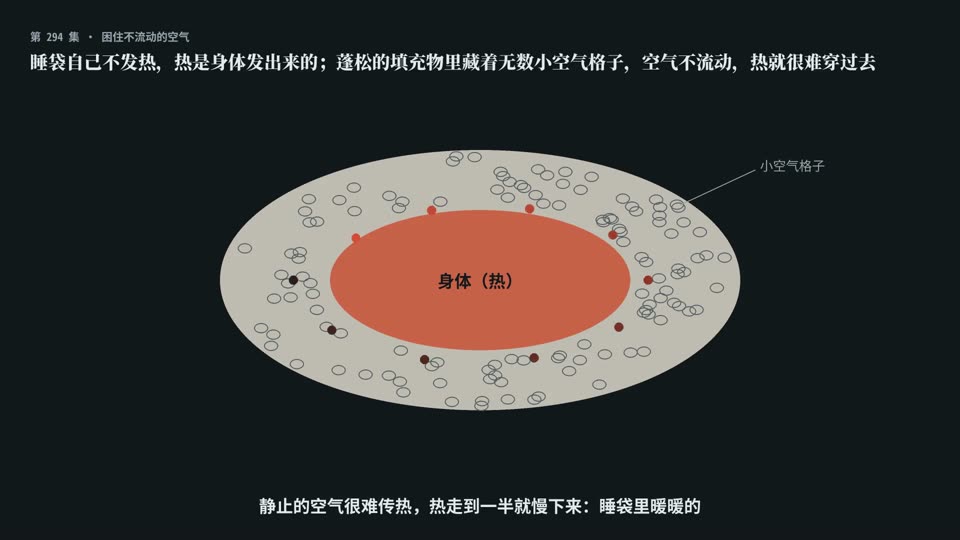 第 294 集 · 困住不流动的空气
睡袋自己不发热，热是身体发出来的；蓬松的填充物里藏着无数小空气格子，空气不流动，热就很难穿过去
小空气格子
身体（热）
静止的空气很难传热，热走到一半就慢下来：睡袋里暖暖的